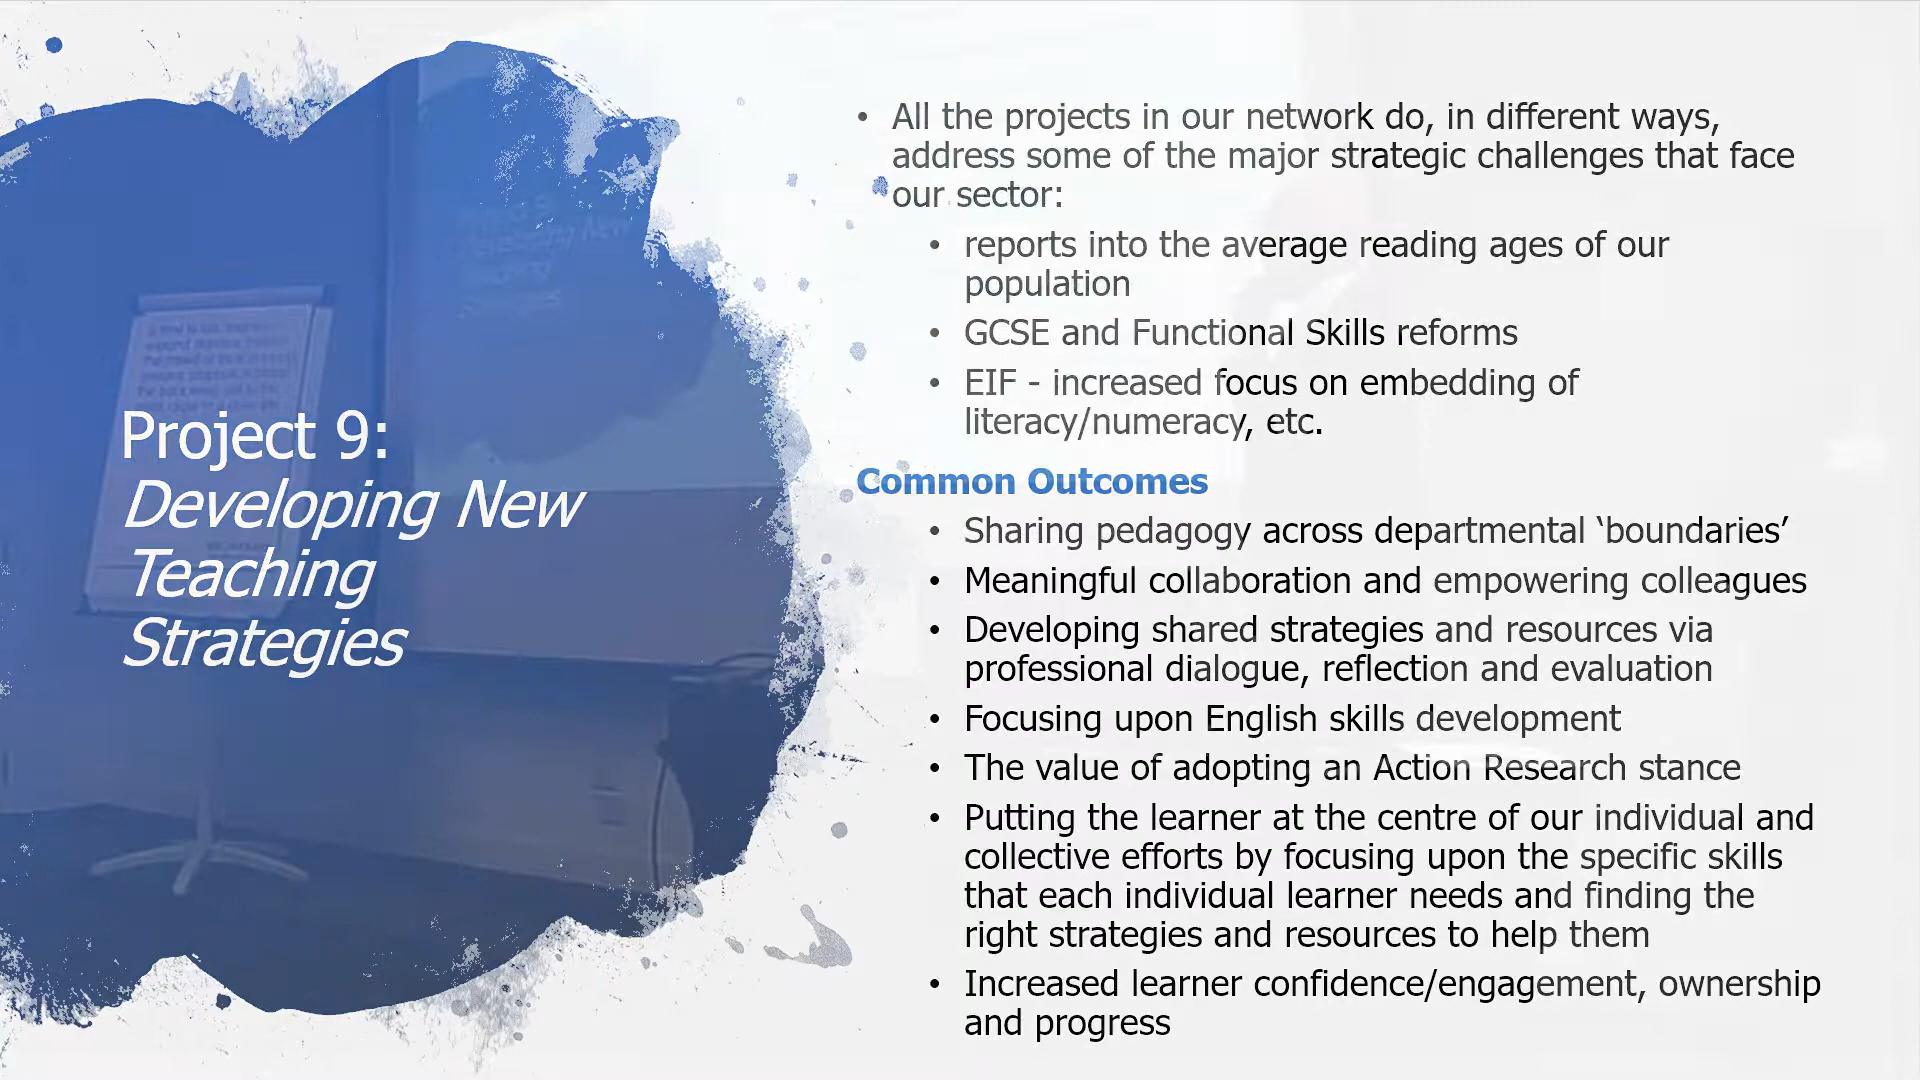 Project 9:
Developing New
Teaching
Strategies
• All the projects in our network do, in different ways,
address some of the major strategic challenges that face
our sector:
• reports into the average reading ages of our
population
• GCSE and Functional Skills reforms
• EIF - increased focus on embedding of
literacy/numeracy, etc.
Common Outcomes
• Sharing pedagogy across departmental ‘boundaries’
• Meaningful collaboration and empowering colleagues
• Developing shared strategies and resources via
professional dialogue, reflection and evaluation
• Focusing upon English skills development
• The value of adopting an Action Research stance
• Putting the learner at the centre of our individual and
collective efforts by focusing upon the specific skills
that each individual learner needs and finding the
right strategies and resources to help them
• Increased learner confidence/engagement, ownership
and progress